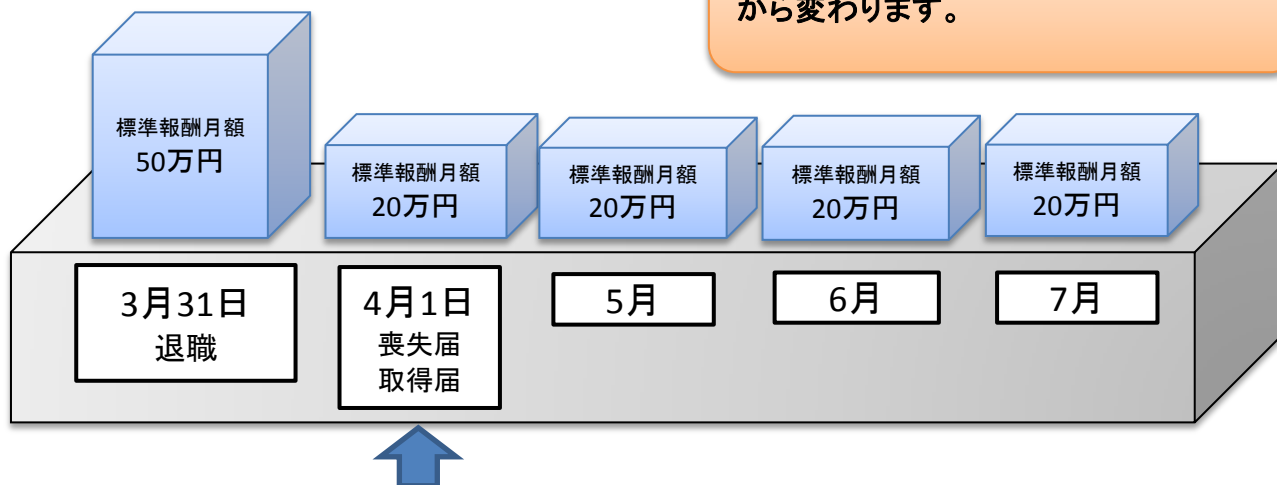 から変わります。
標準報酬月額
50万円
標準報酬月額
20万円
標準報酬月額
20万円
標準報酬月額
20万円
標準報酬月額
20万円
3月31日
退職
4月1日
喪失届
取得届
5月
6月
7月